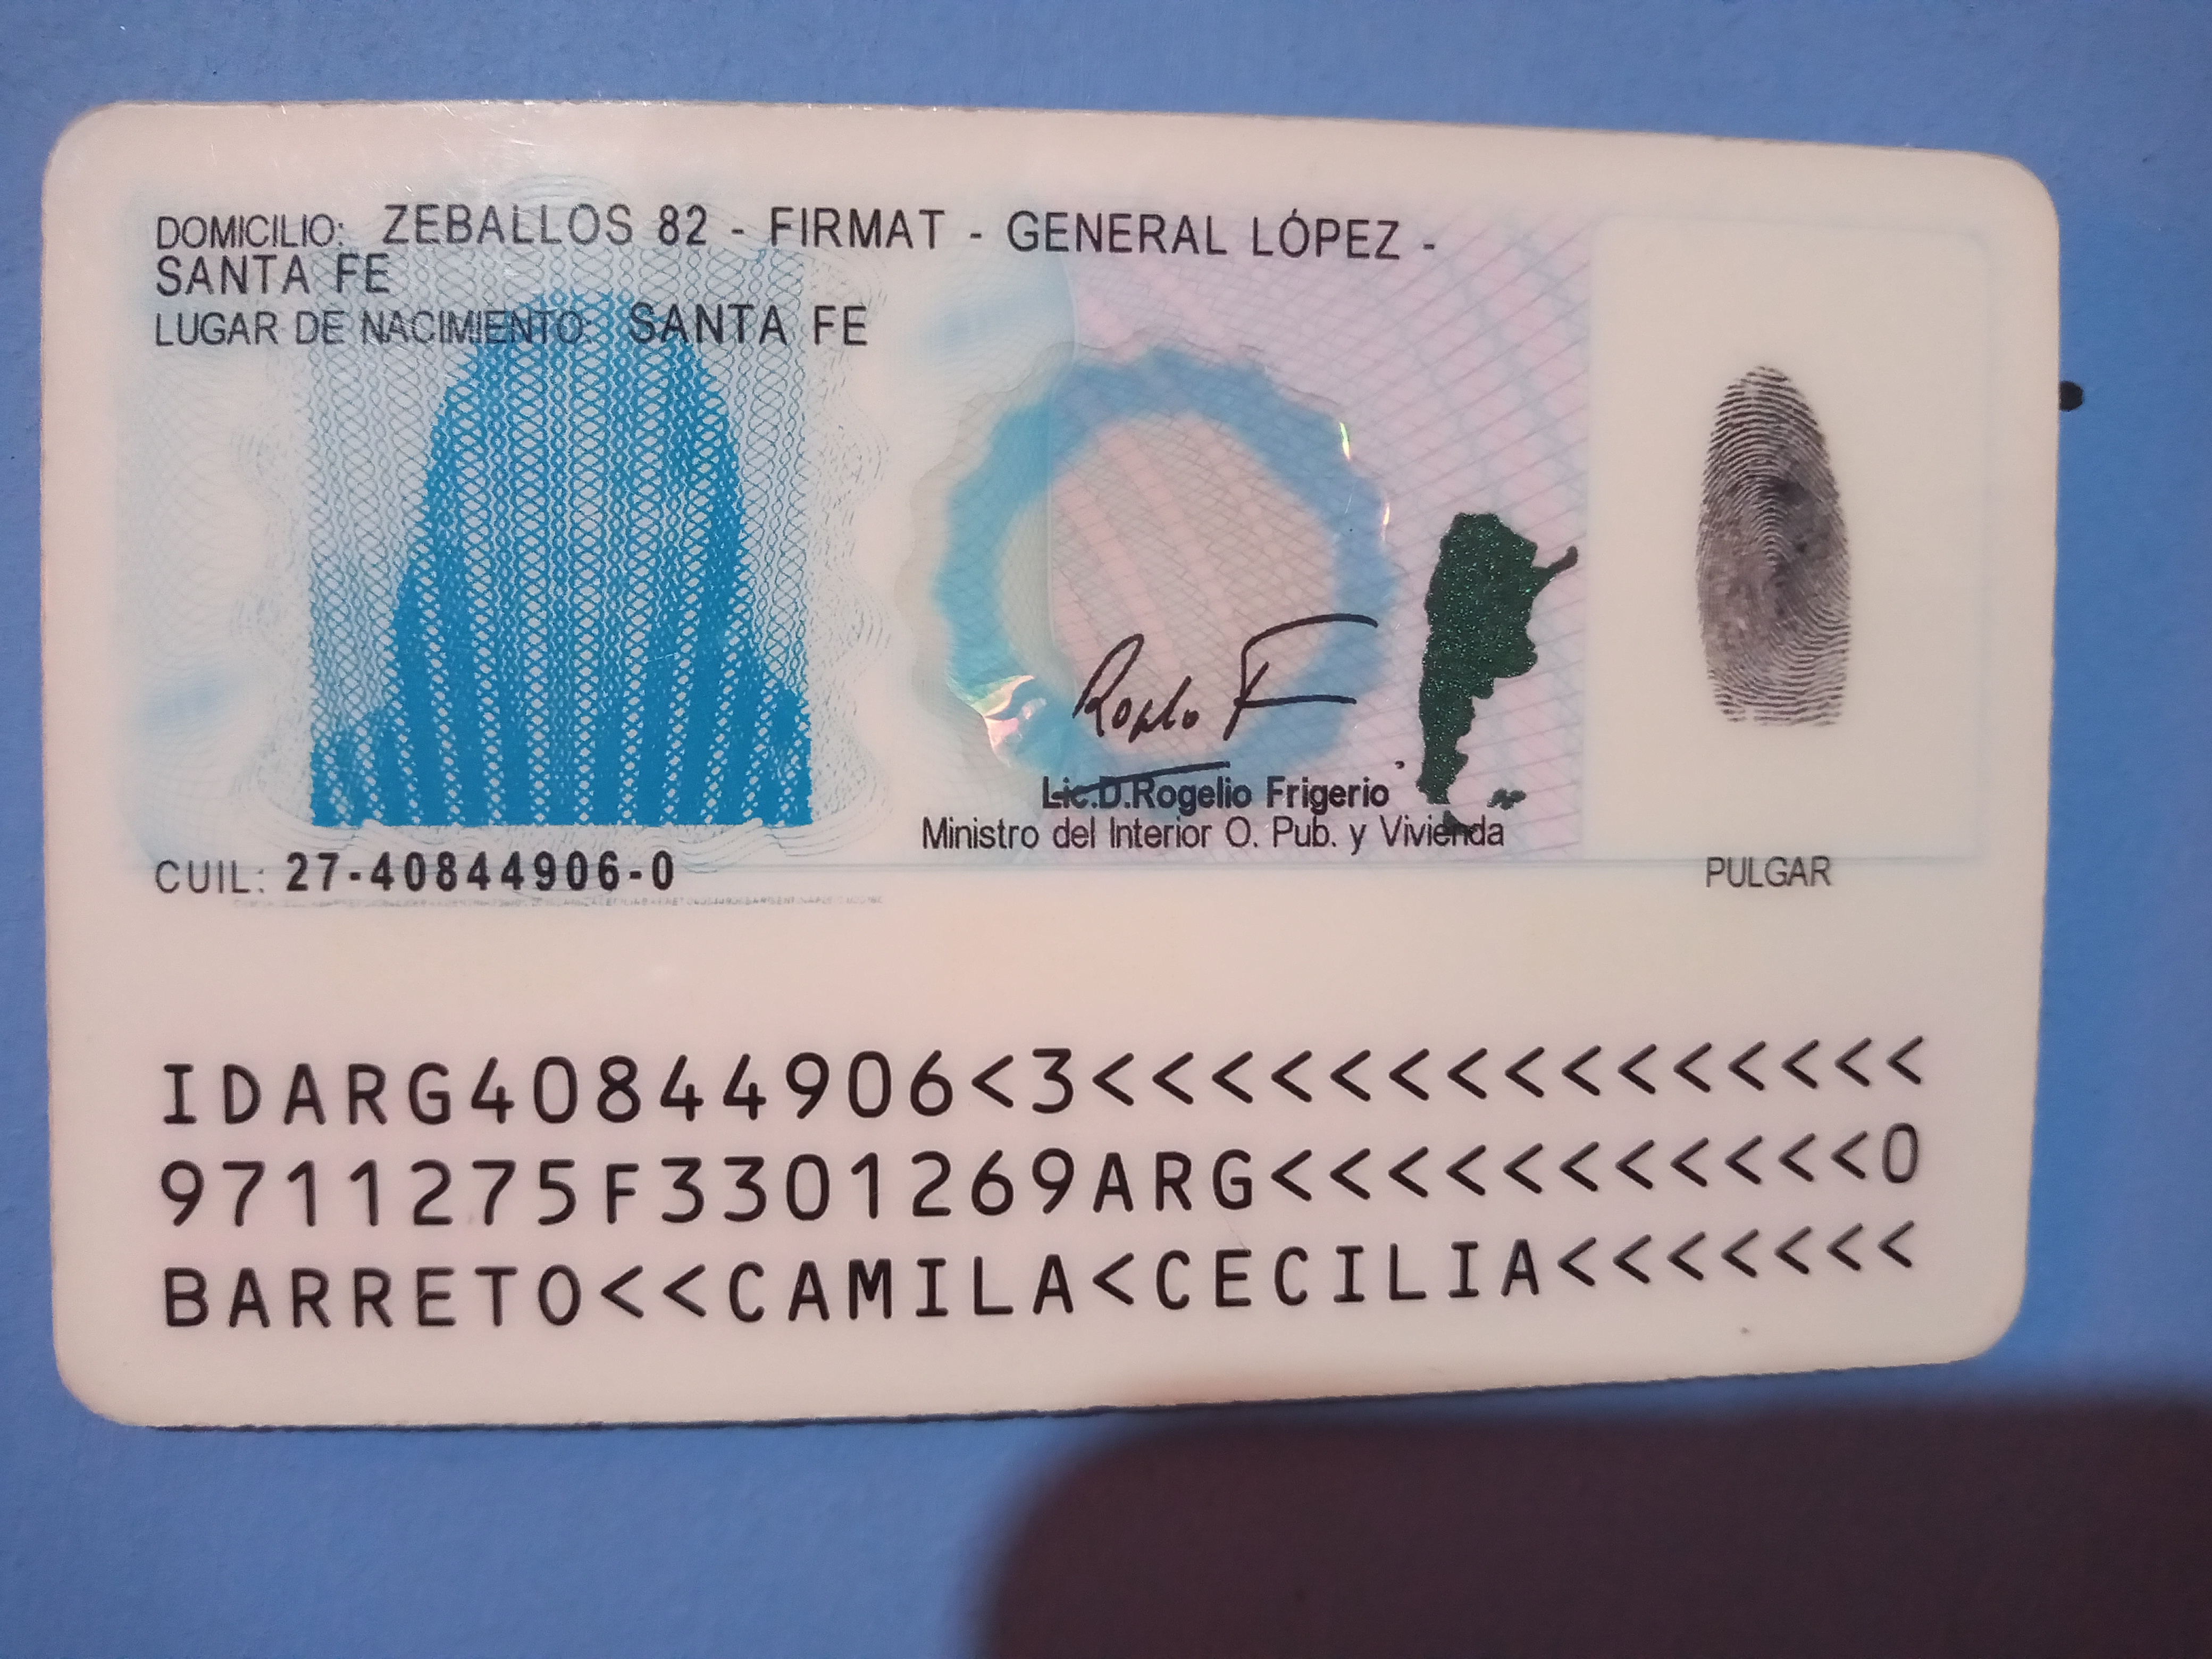 DOMICILIO: ZEBALLOS 82 - FIRMAT - GENERAL LÓPEZ -
SANTA FE
LUGAR DE NACIMIENTO: SANTA FE
Lic.D.Rogelio Frigerio
Ministro del Interior O. Pub. y Vivienda
CUIL: 27-40844906-0
PULGAR
IDARG40844906<3<<<<<<<<<<<<<<<
9711275F3301269ARG<<<<<<<<<<<0
BARRETO<<CAMILA<CECILIA<<<<<<<